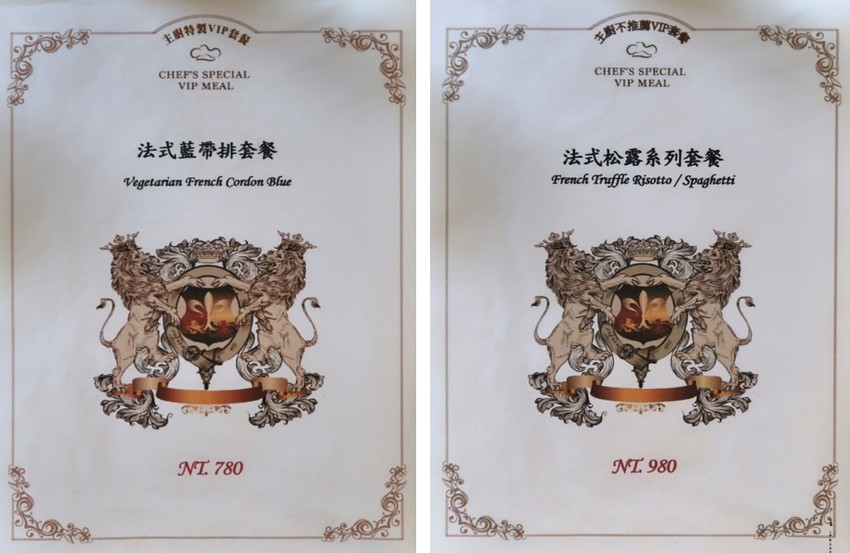 主廚特製VIP套餐
CHEF'S SPECIAL
VIP MEAL
法式藍帶排套餐
Vegetarian French Cordon Blue
NT. 780
主廚不推薦VIP套餐
CHEF'S SPECIAL
VIP MEAL
法式松露系列套餐
French Truffle Risotto / Spaghetti
NT. 980